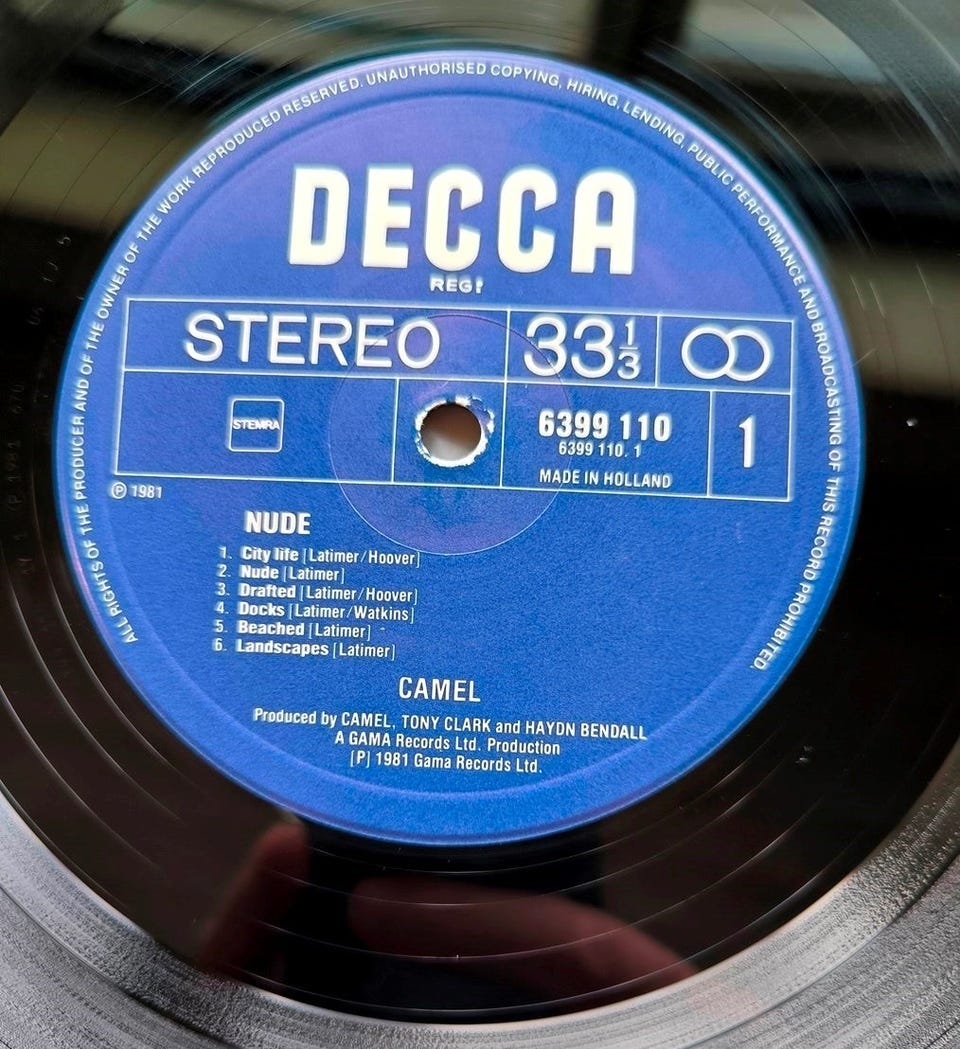 ALL RIGHTS OF THE PRODUCER AND OF THE OWNER OF THE WORK REPRODUCED RESERVED. UNAUTHORISED COPYING, HIRING, LENDING, PUBLIC PERFORMANCE AND BROADCASTING OF THIS RECORD PROHIBITED.
DECCA
REG!
STEREO 33 1/3
STEMRA 6399 110 1
6399 110. 1
MADE IN HOLLAND
Ⓟ 1981
NUDE
1. City life [Latimer/Hoover]
2. Nude [Latimer]
3. Drafted [Latimer/Hoover]
4. Docks [Latimer/Watkins]
5. Beached [Latimer]
6. Landscapes [Latimer]
CAMEL
Produced by CAMEL, TONY CLARK and HAYDN BENDALL
A GAMA Records Ltd. Production
[P] 1981 Gama Records Ltd.